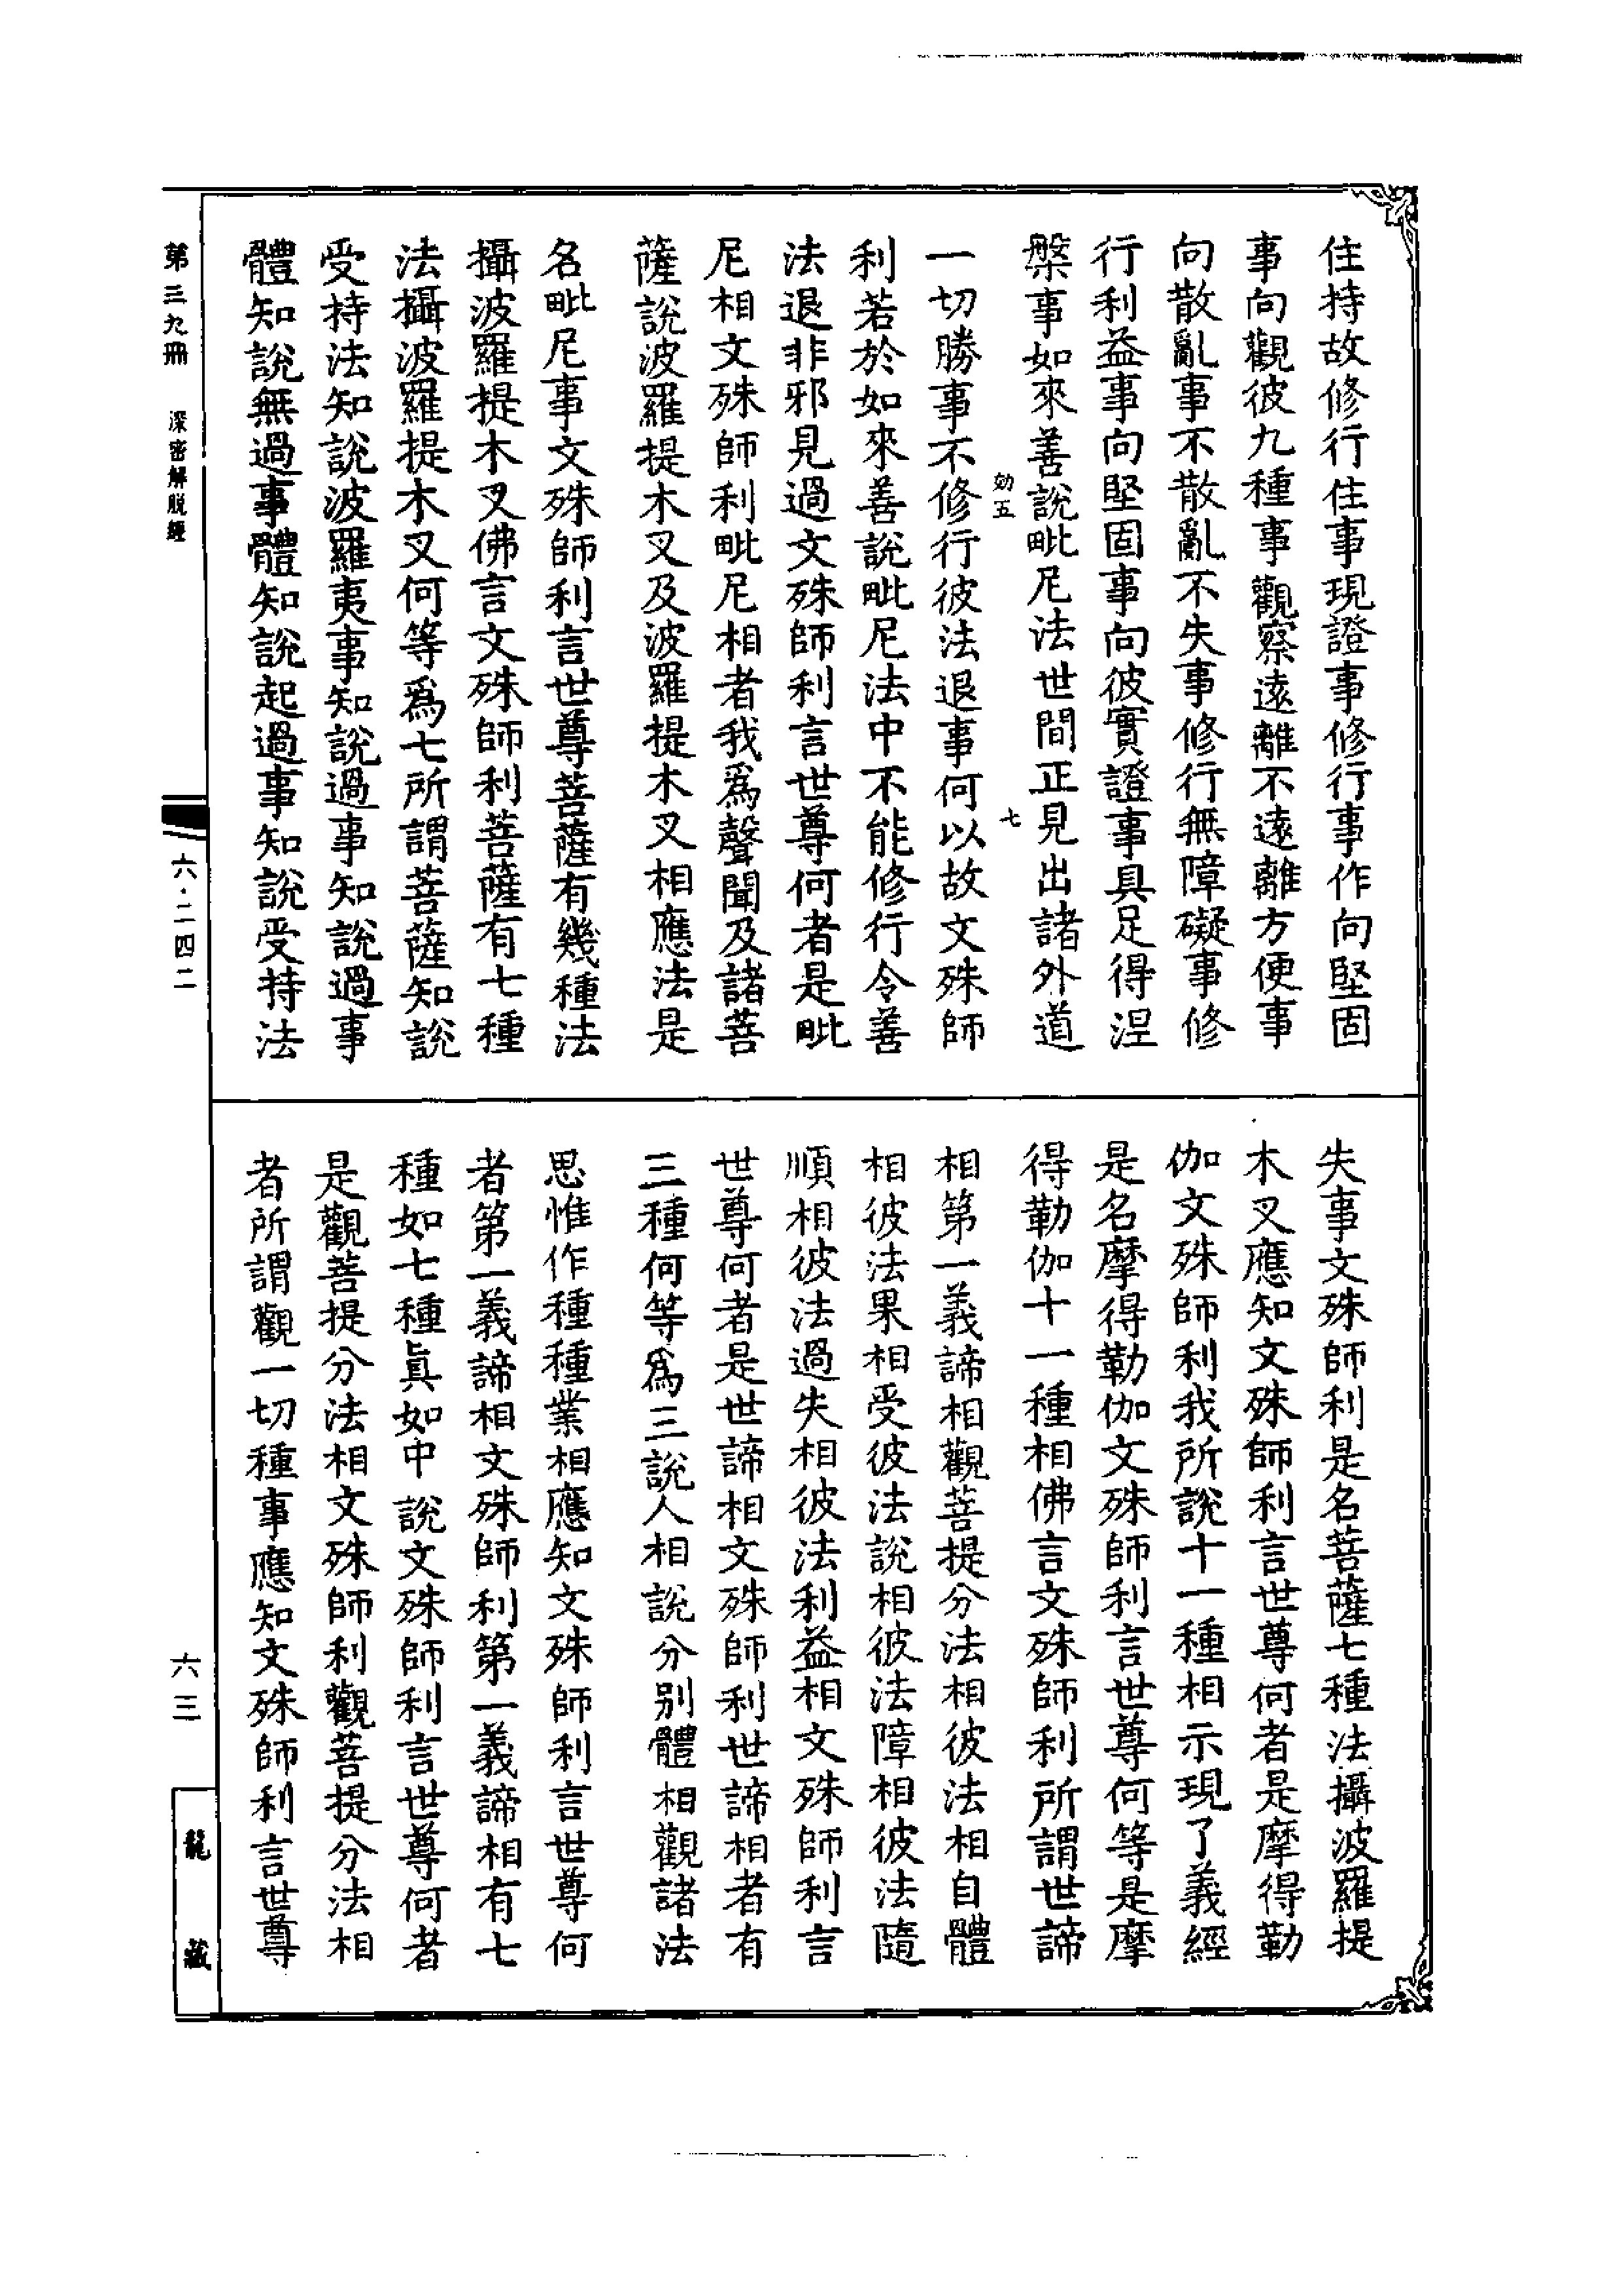 住持故修行住事現證事修行事作向堅固
事向觀彼九種事觀察遠離不遠離方便事
向散亂事不散亂不失事修行無障礙事修
行利益事向堅固事向彼實證事具足得涅
槃事如來善說毗尼法世間正見出諸外道
勀五
七
一切勝事不修行彼法退事何以故文殊師
利若於如來善說毗尼法中不能修行令善
法退非邪見過文殊師利言世尊何者是毗
尼相文殊師利毗尼相者我爲聲聞及諸菩
薩說波羅提木叉及波羅提木叉相應法是
名毗尼事文殊師利言世尊菩薩有幾種法
攝波羅提木叉佛言文殊師利菩薩有七種
法攝波羅提木叉何等爲七所謂菩薩知說
受持法知說波羅夷事知說過事知說過事
體知說無過事體知說起過事知說受持法
失事文殊師利是名菩薩七種法攝波羅提
木叉應知文殊師利言世尊何者是摩得勒
伽文殊師利我所說十一種相示現了義經
是名摩得勒伽文殊師利言世尊何等是摩
得勒伽十一種相佛言文殊師利所謂世諦
相第一義諦相觀菩提分法相彼法相自體
相彼法果相受彼法說相彼法障相彼法隨
順相彼法過失相彼法利益相文殊師利言
世尊何者是世諦相文殊師利世諦相者有
三種何等爲三說人相說分別體相觀諸法
思惟作種種業相應知文殊師利言世尊何
者第一義諦相文殊師利第一義諦相有七
種如七種眞如中說文殊師利言世尊何者
是觀菩提分法相文殊師利觀菩提分法相
者所謂觀一切種事應知文殊師利言世尊
第三九冊 深密解脫經
六·二四二
六三
龍藏